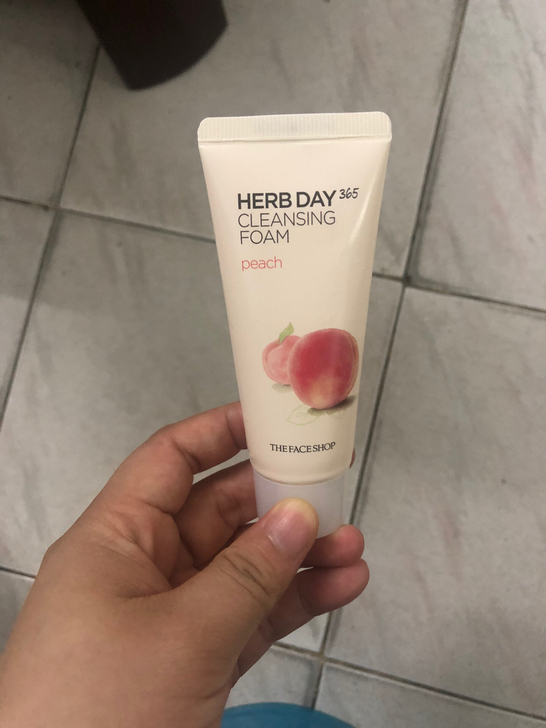 HERB DAY 365
CLEANSING
FOAM
peach
THEFACESHOP